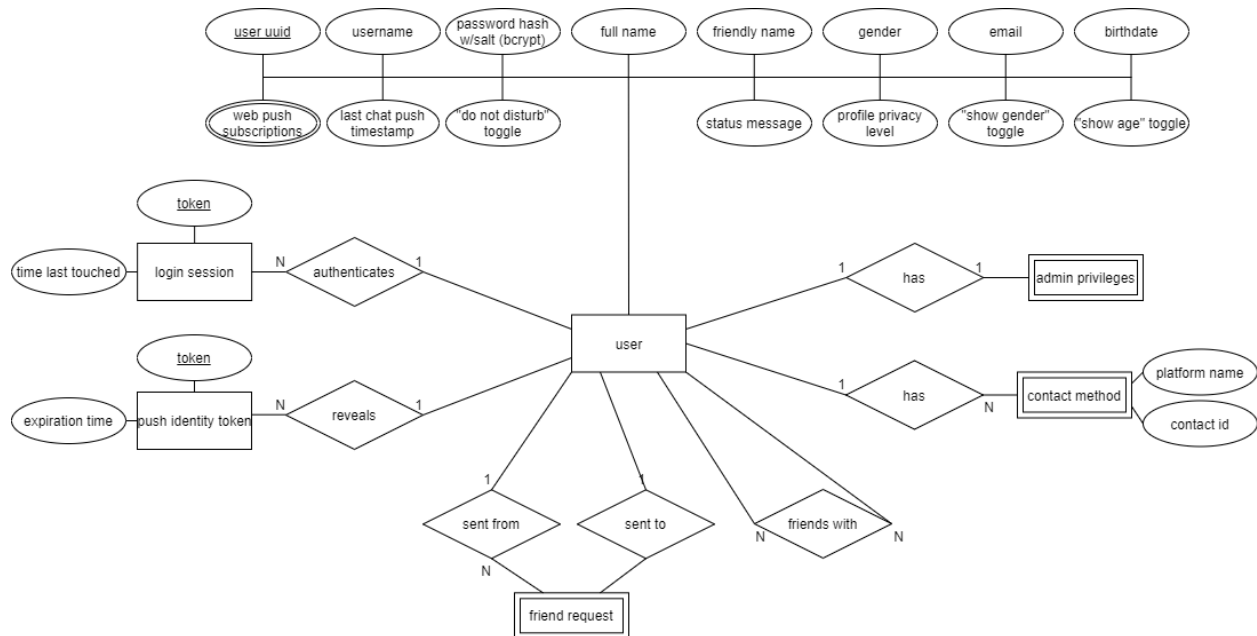 user uuid
username
password hash
w/salt (bcrypt)
full name
friendly name
gender
email
birthdate
web push
subscriptions
last chat push
timestamp
"do not disturb"
toggle
status message
profile privacy
level
"show gender"
toggle
"show age" toggle
token
time last touched
login session
N
authenticates
1
1
has
1
admin privileges
user
token
expiration time
push identity token
N
reveals
1
1
has
N
contact method
platform name
contact id
1
sent from
N
1
sent to
friends with
N
N
friend request